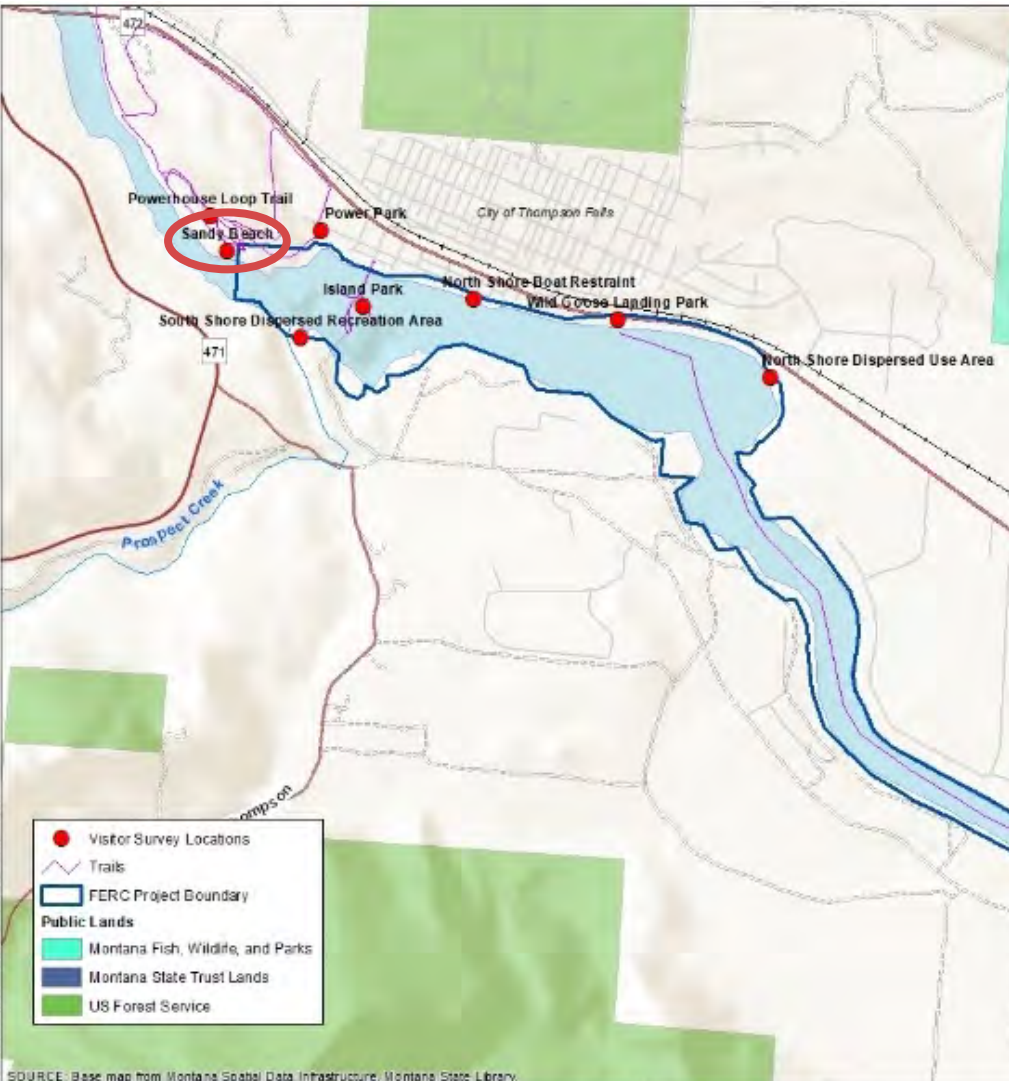 472
Powerhouse Loop Trail
Sandy Beach
Power Park
City of Thompson Falls
Island Park
North Shore Boat Restraint
Wild Goose Landing Park
South Shore Dispersed Recreation Area
471
North Shore Dispersed Use Area
Prospect Creek
ompson
Visitor Survey Locations
Trails
FERC Project Boundary
Public Lands
Montana Fish, Wildlife, and Parks
Montana State Trust Lands
US Forest Service
SOURCE: Base map from Montana Spatial Data Infrastructure, Montana State Library